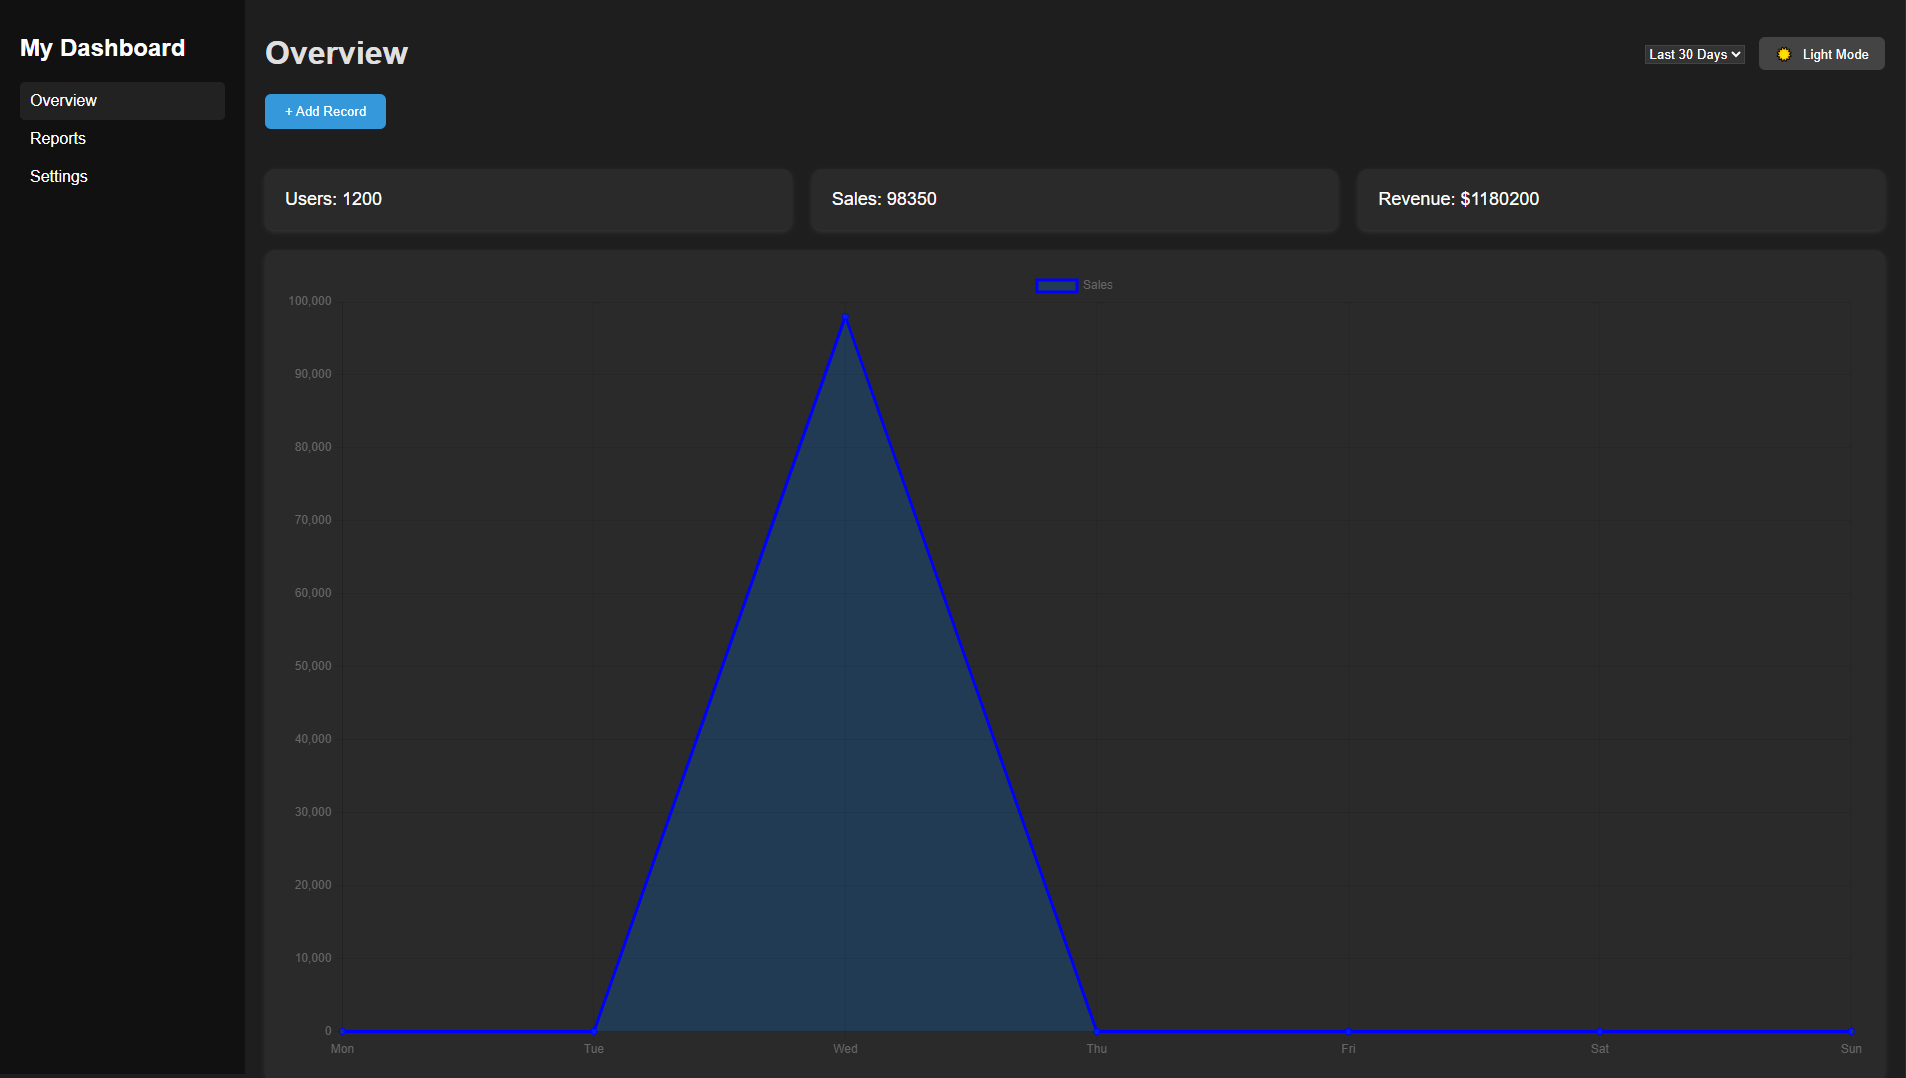 My Dashboard
Overview
Reports
Settings
Overview
Last 30 Days
Light Mode
+ Add Record
Users: 1200
Sales: 98350
Revenue: $1180200
Sales
100,000
90,000
80,000
70,000
60,000
50,000
40,000
30,000
20,000
10,000
0
Mon Tue Wed Thu Fri Sat Sun